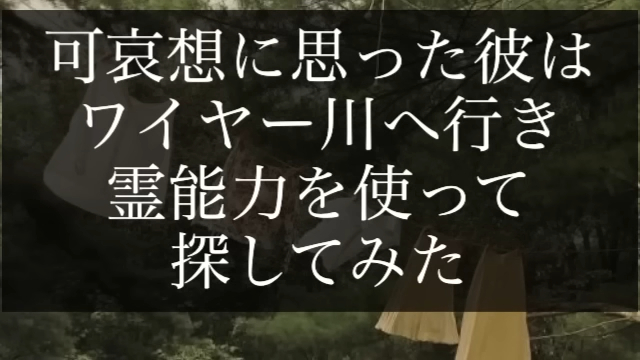 可哀想に思った彼は
ワイヤー川へ行き
霊能力を使って
探してみた